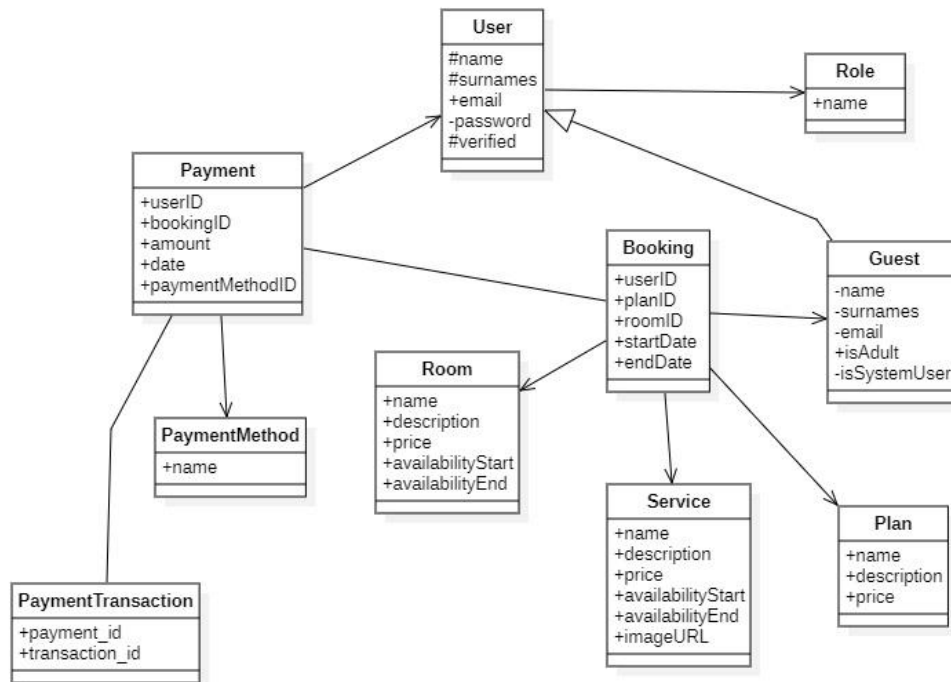 User
#name
#surnames
+email
-password
#verified
Role
+name
Payment
+userID
+bookingID
+amount
+date
+paymentMethodID
Booking
+userID
+planID
+roomID
+startDate
+endDate
Guest
-name
-surnames
-email
+isAdult
-isSystemUser
Room
+name
+description
+price
+availabilityStart
+availabilityEnd
PaymentMethod
+name
Service
+name
+description
+price
+availabilityStart
+availabilityEnd
+imageURL
Plan
+name
+description
+price
PaymentTransaction
+payment_id
+transaction_id